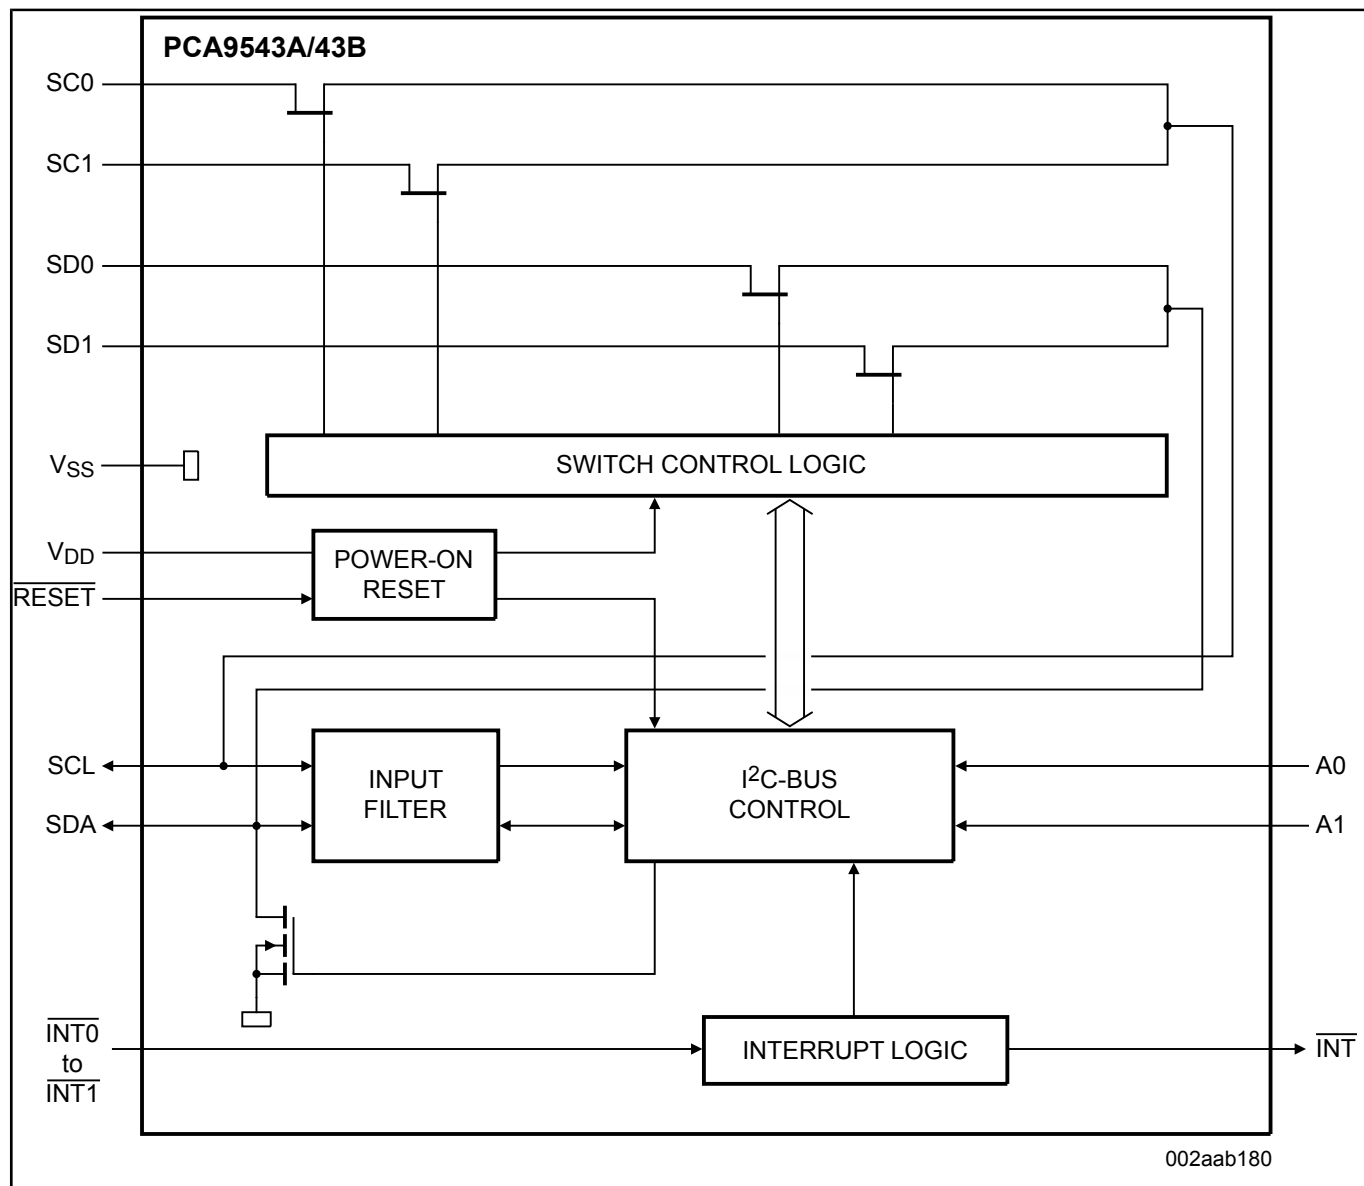 PCA9543A/43B
SC0
SC1
SD0
SD1
VSS
SWITCH CONTROL LOGIC
VDD
RESET
POWER-ON
RESET
SCL
SDA
INPUT
FILTER
I2C-BUS
CONTROL
A0
A1
INT0
to
INT1
INTERRUPT LOGIC
INT
002aab180